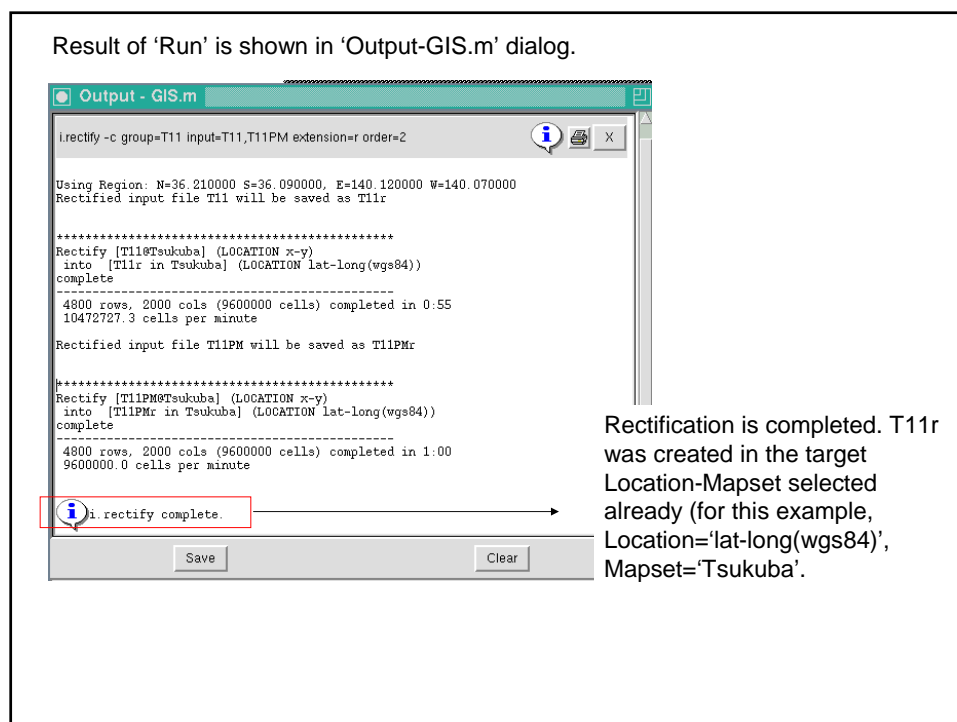 Result of ‘Run’ is shown in ‘Output-GIS.m’ dialog.
Output - GIS.m
i.rectify -c group=T11 input=T11,T11PM extension=r order=2
X
Using Region: N=36.210000 S=36.090000, E=140.120000 W=140.070000
Rectified input file T11 will be saved as T11r
***********************************************
Rectify [T11@Tsukuba] (LOCATION x-y)
into [T11r in Tsukuba] (LOCATION lat-long(wgs84))
complete
-----------------------------------------------
4800 rows, 2000 cols (9600000 cells) completed in 0:55
10472727.3 cells per minute
Rectified input file T11PM will be saved as T11PMr
***********************************************
Rectify [T11PM@Tsukuba] (LOCATION x-y)
into [T11PMr in Tsukuba] (LOCATION lat-long(wgs84))
complete
-----------------------------------------------
4800 rows, 2000 cols (9600000 cells) completed in 1:00
9600000.0 cells per minute
i.rectify complete.
Save
Clear
Rectification is completed. T11r
was created in the target
Location-Mapset selected
already (for this example,
Location=‘lat-long(wgs84)’,
Mapset=‘Tsukuba’.